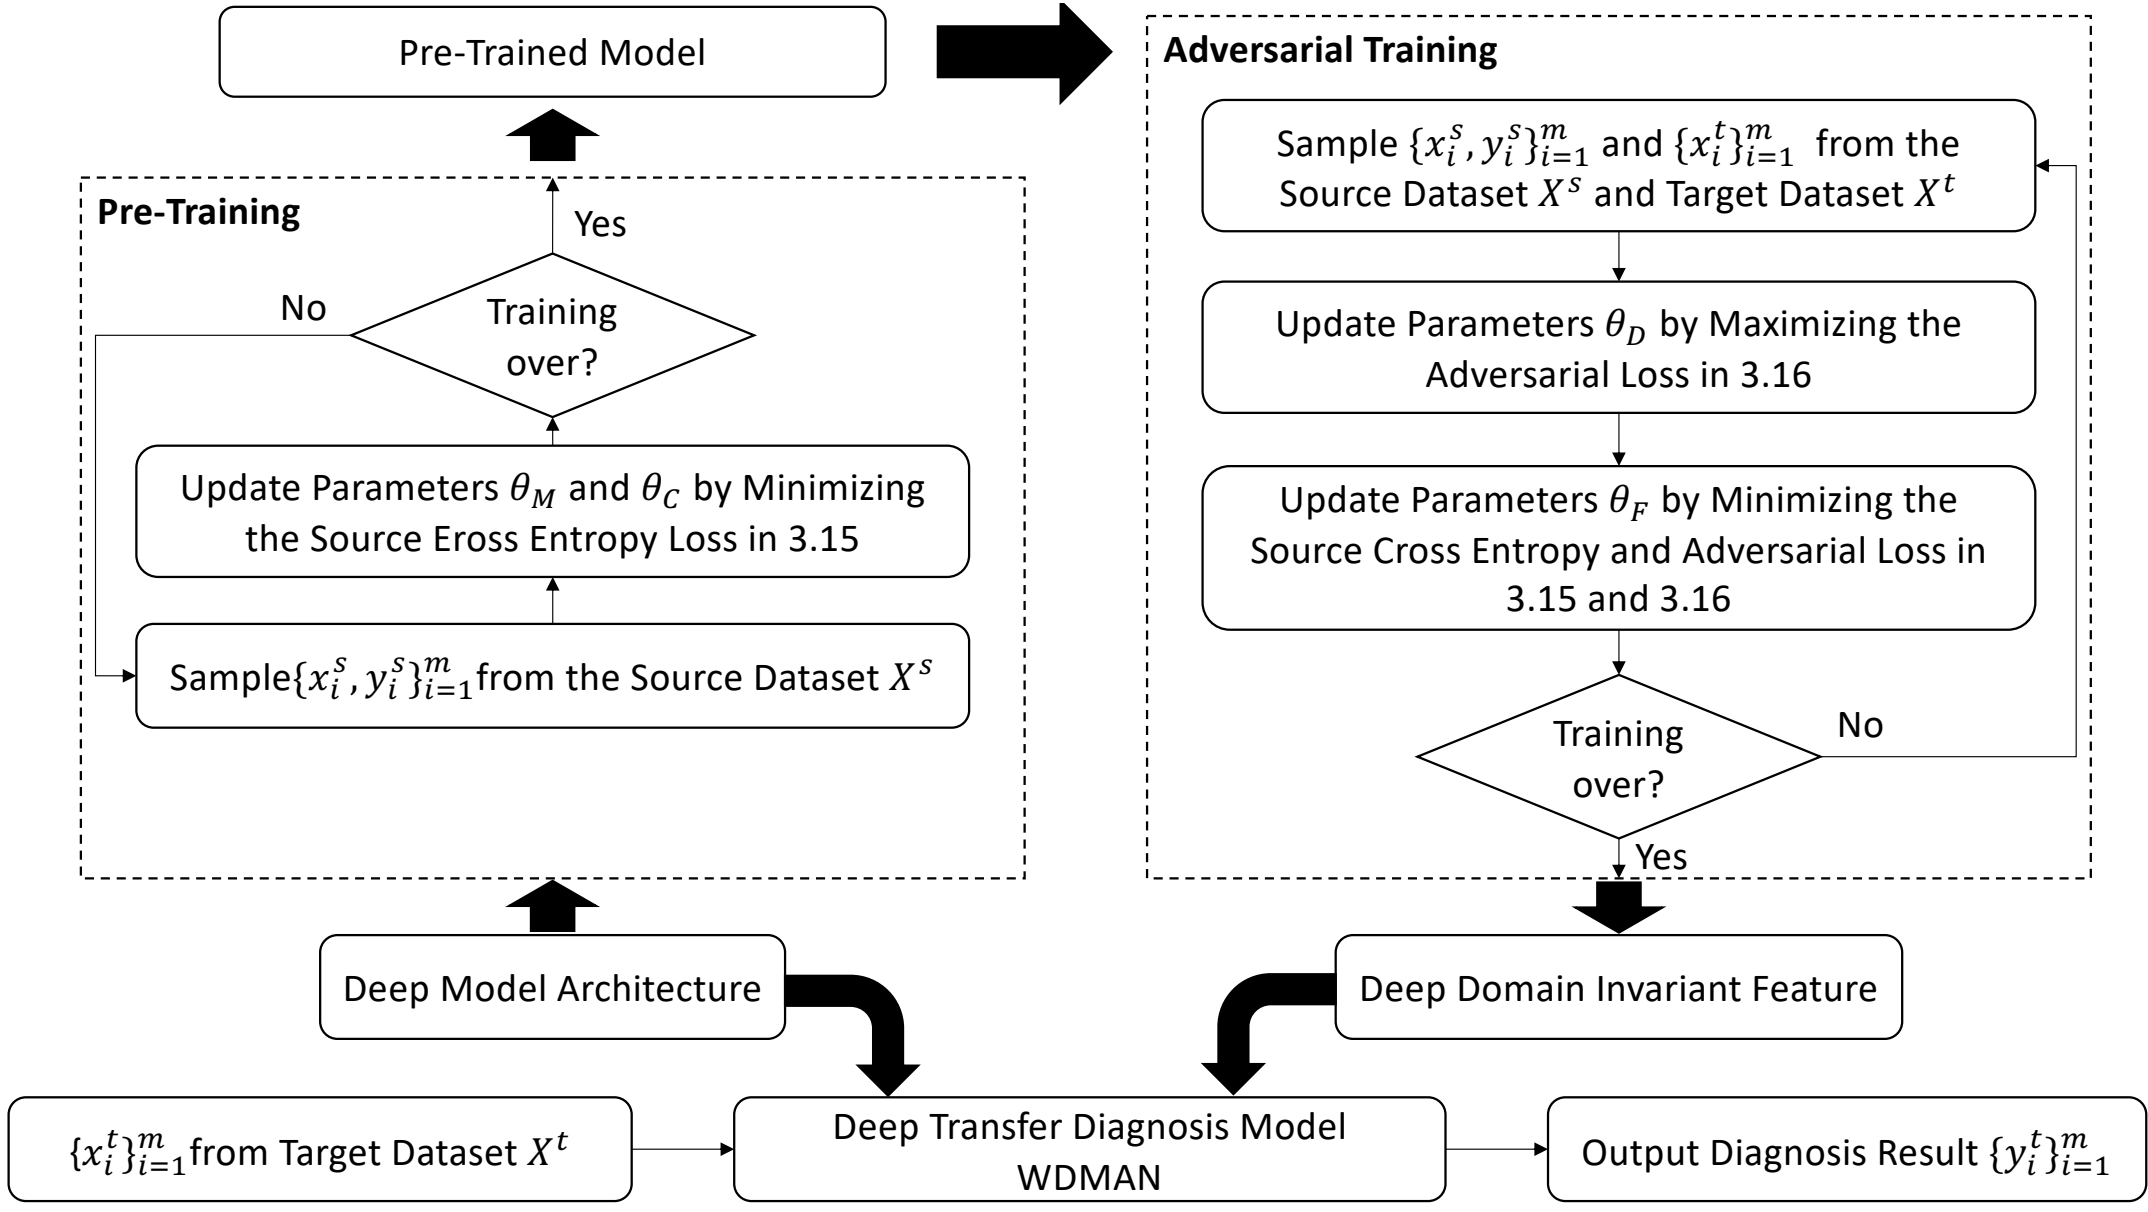 Pre-Trained Model
Pre-Training
Yes
No
Training
over?
Update Parameters θ_M and θ_C by Minimizing
the Source Eross Entropy Loss in 3.15
Sample{x_i^s, y_i^s}_{i=1}^m from the Source Dataset X^s
Adversarial Training
Sample {x_i^s, y_i^s}_{i=1}^m and {x_i^t}_{i=1}^m from the
Source Dataset X^s and Target Dataset X^t
Update Parameters θ_D by Maximizing the
Adversarial Loss in 3.16
Update Parameters θ_F by Minimizing the
Source Cross Entropy and Adversarial Loss in
3.15 and 3.16
Training
over?
No
Yes
Deep Model Architecture
Deep Domain Invariant Feature
{x_i^t}_{i=1}^m from Target Dataset X^t
Deep Transfer Diagnosis Model
WDMAN
Output Diagnosis Result {y_i^t}_{i=1}^m